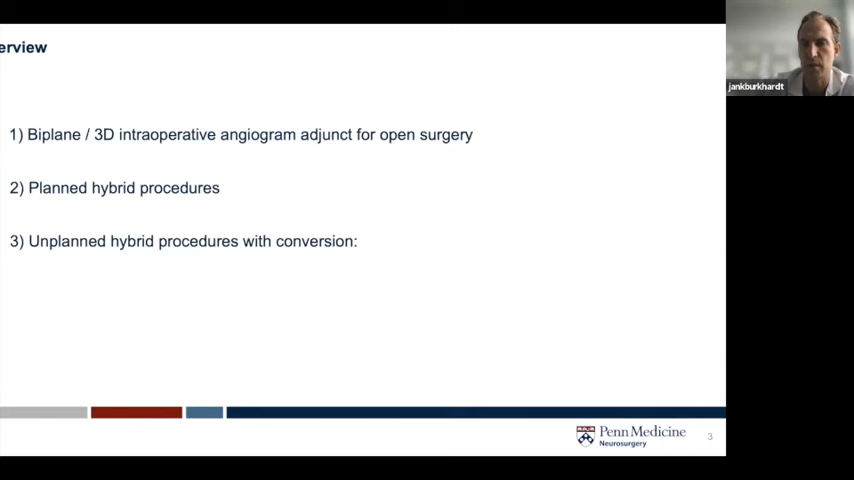 erview
1) Biplane / 3D intraoperative angiogram adjunct for open surgery
2) Planned hybrid procedures
3) Unplanned hybrid procedures with conversion:
jankburkhardt
Penn Medicine
Neurosurgery
3